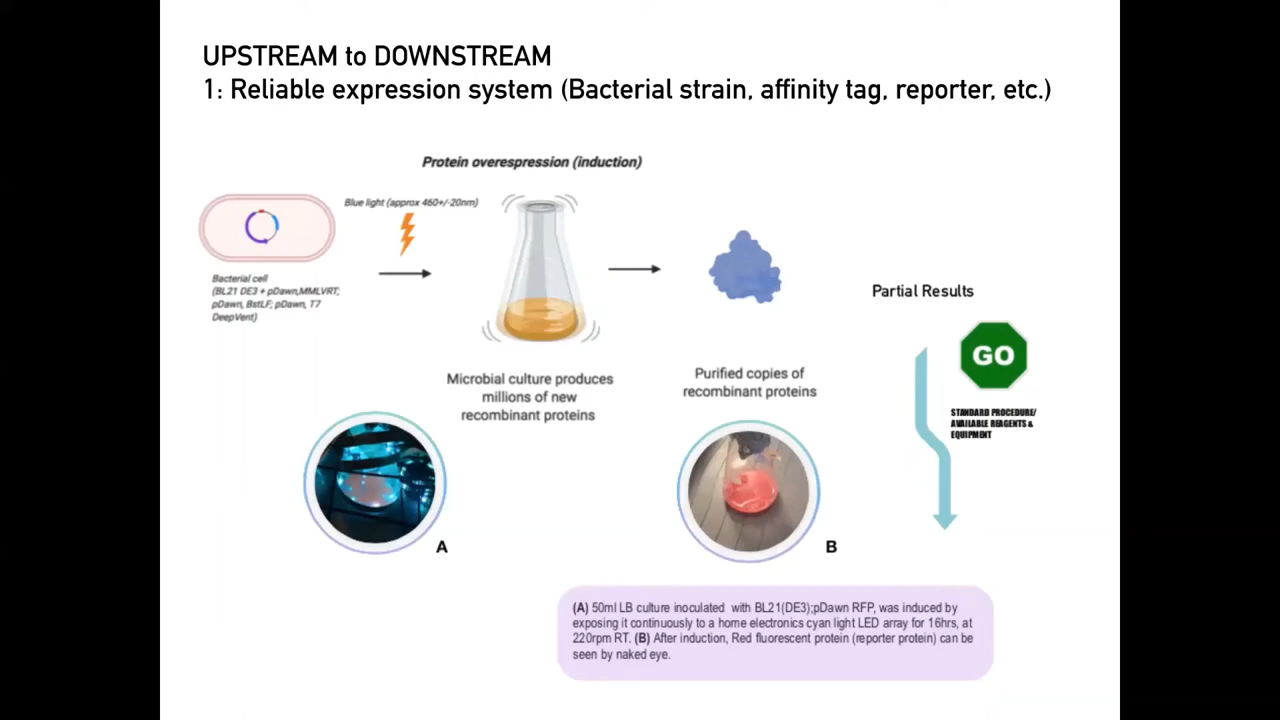 UPSTREAM to DOWNSTREAM
1: Reliable expression system (Bacterial strain, affinity tag, reporter, etc.)
Protein overespression (induction)
Blue light (approx 460+/-20nm)
Bacterial cell
(BL21 DE3 + pDawn,MMLVRT;
pDawn, BstLF; pDawn, T7
DeepVent)
Microbial culture produces
millions of new
recombinant proteins
Purified copies of
recombinant proteins
Partial Results
GO
STANDARD PROCEDURE/
AVAILABLE REAGENTS &
EQUIPMENT
A
B
(A) 50ml LB culture inoculated with BL21(DE3);pDawn RFP, was induced by
exposing it continuously to a home electronics cyan light LED array for 16hrs, at
220rpm RT. (B) After induction, Red fluorescent protein (reporter protein) can be
seen by naked eye.